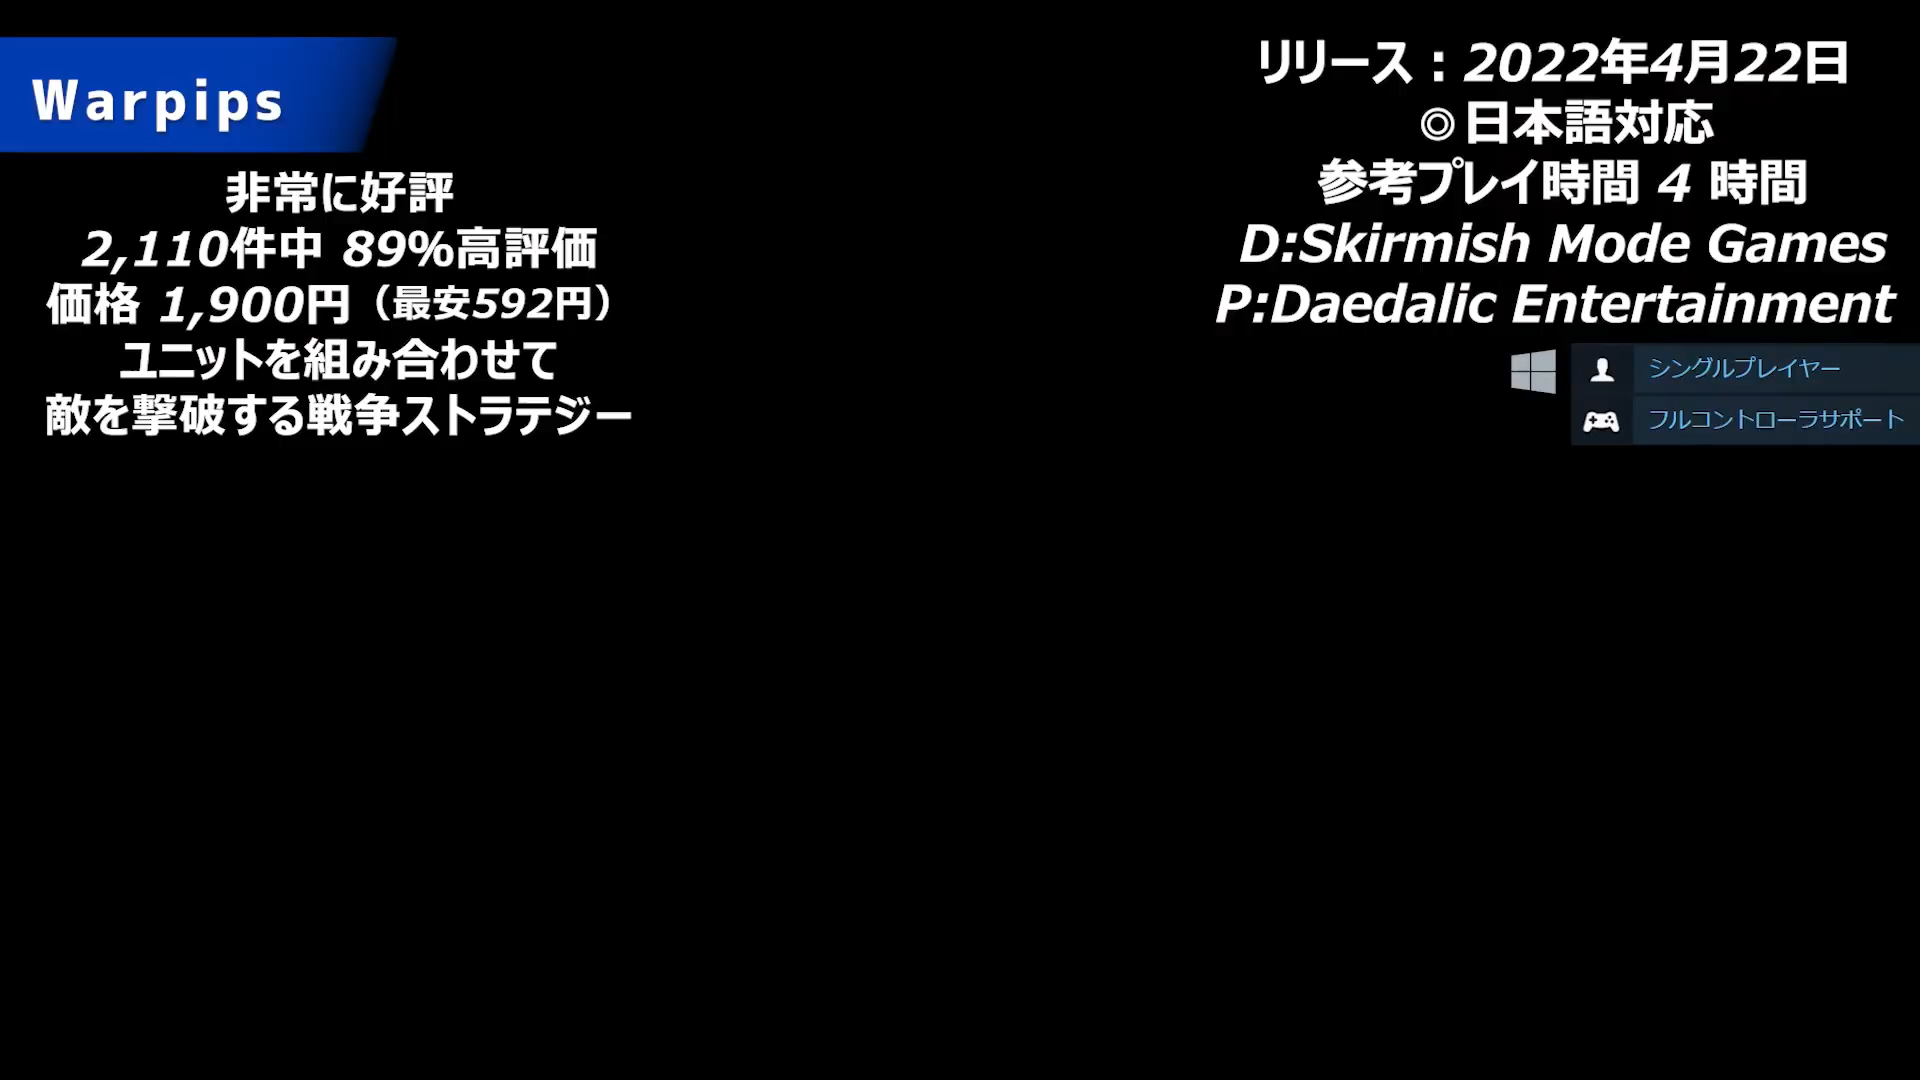 Warpips
非常に好評
2,110件中 89%高評価
価格 1,900円（最安592円）
ユニットを組み合わせて
敵を撃破する戦争ストラテジー
リリース：2022年4月22日
◎日本語対応
参考プレイ時間 4 時間
D:Skirmish Mode Games
P:Daedalic Entertainment
シングルプレイヤー
フルコントローラサポート